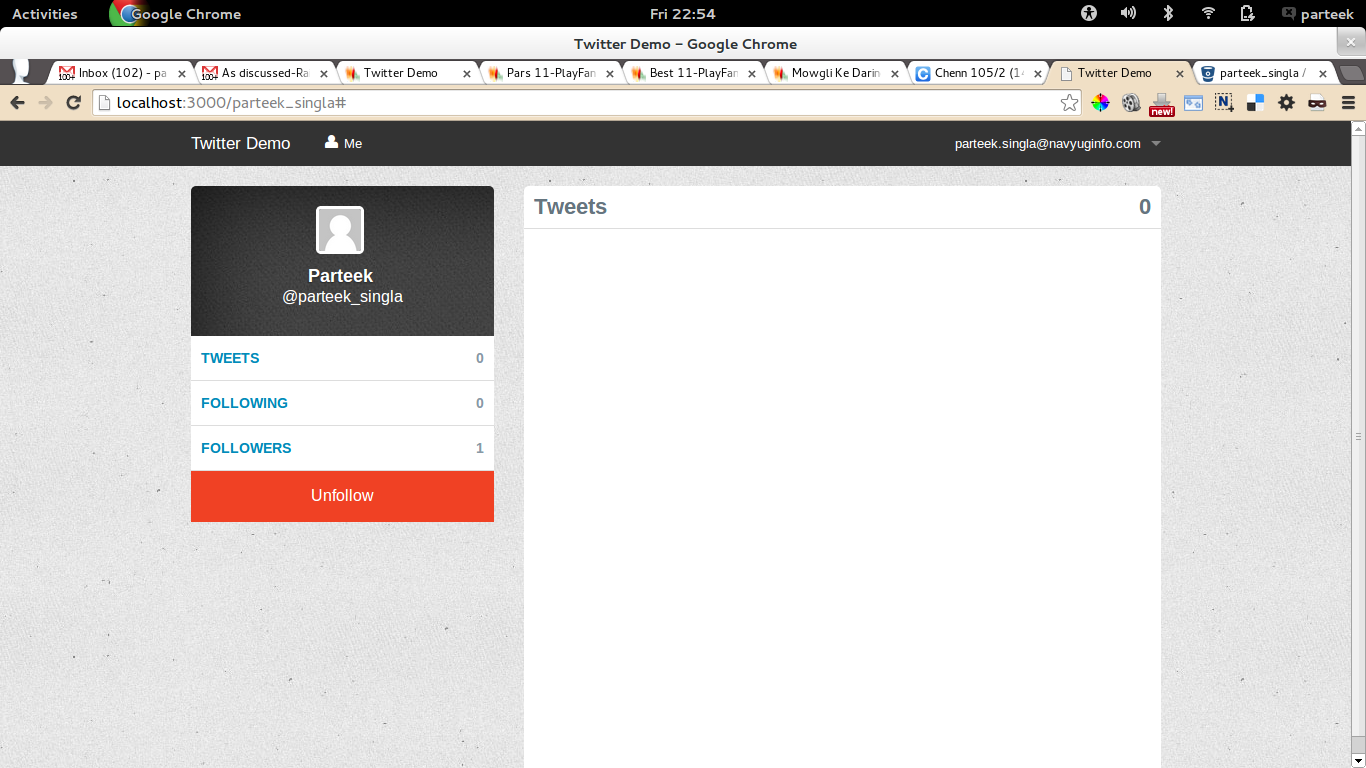 Activities Google Chrome Fri 22:54 parteek
Twitter Demo - Google Chrome
Inbox (102) - pa As discussed-Ra Twitter Demo Pars 11-PlayFan Best 11-PlayFan Mowgli Ke Darin Chenn 105/2 (14 Twitter Demo parteek_singla /
localhost:3000/parteek_singla#
new!
Twitter Demo Me parteek.singla@navyuginfo.com
Parteek
@parteek_singla
TWEETS 0
FOLLOWING 0
FOLLOWERS 1
Unfollow
Tweets 0